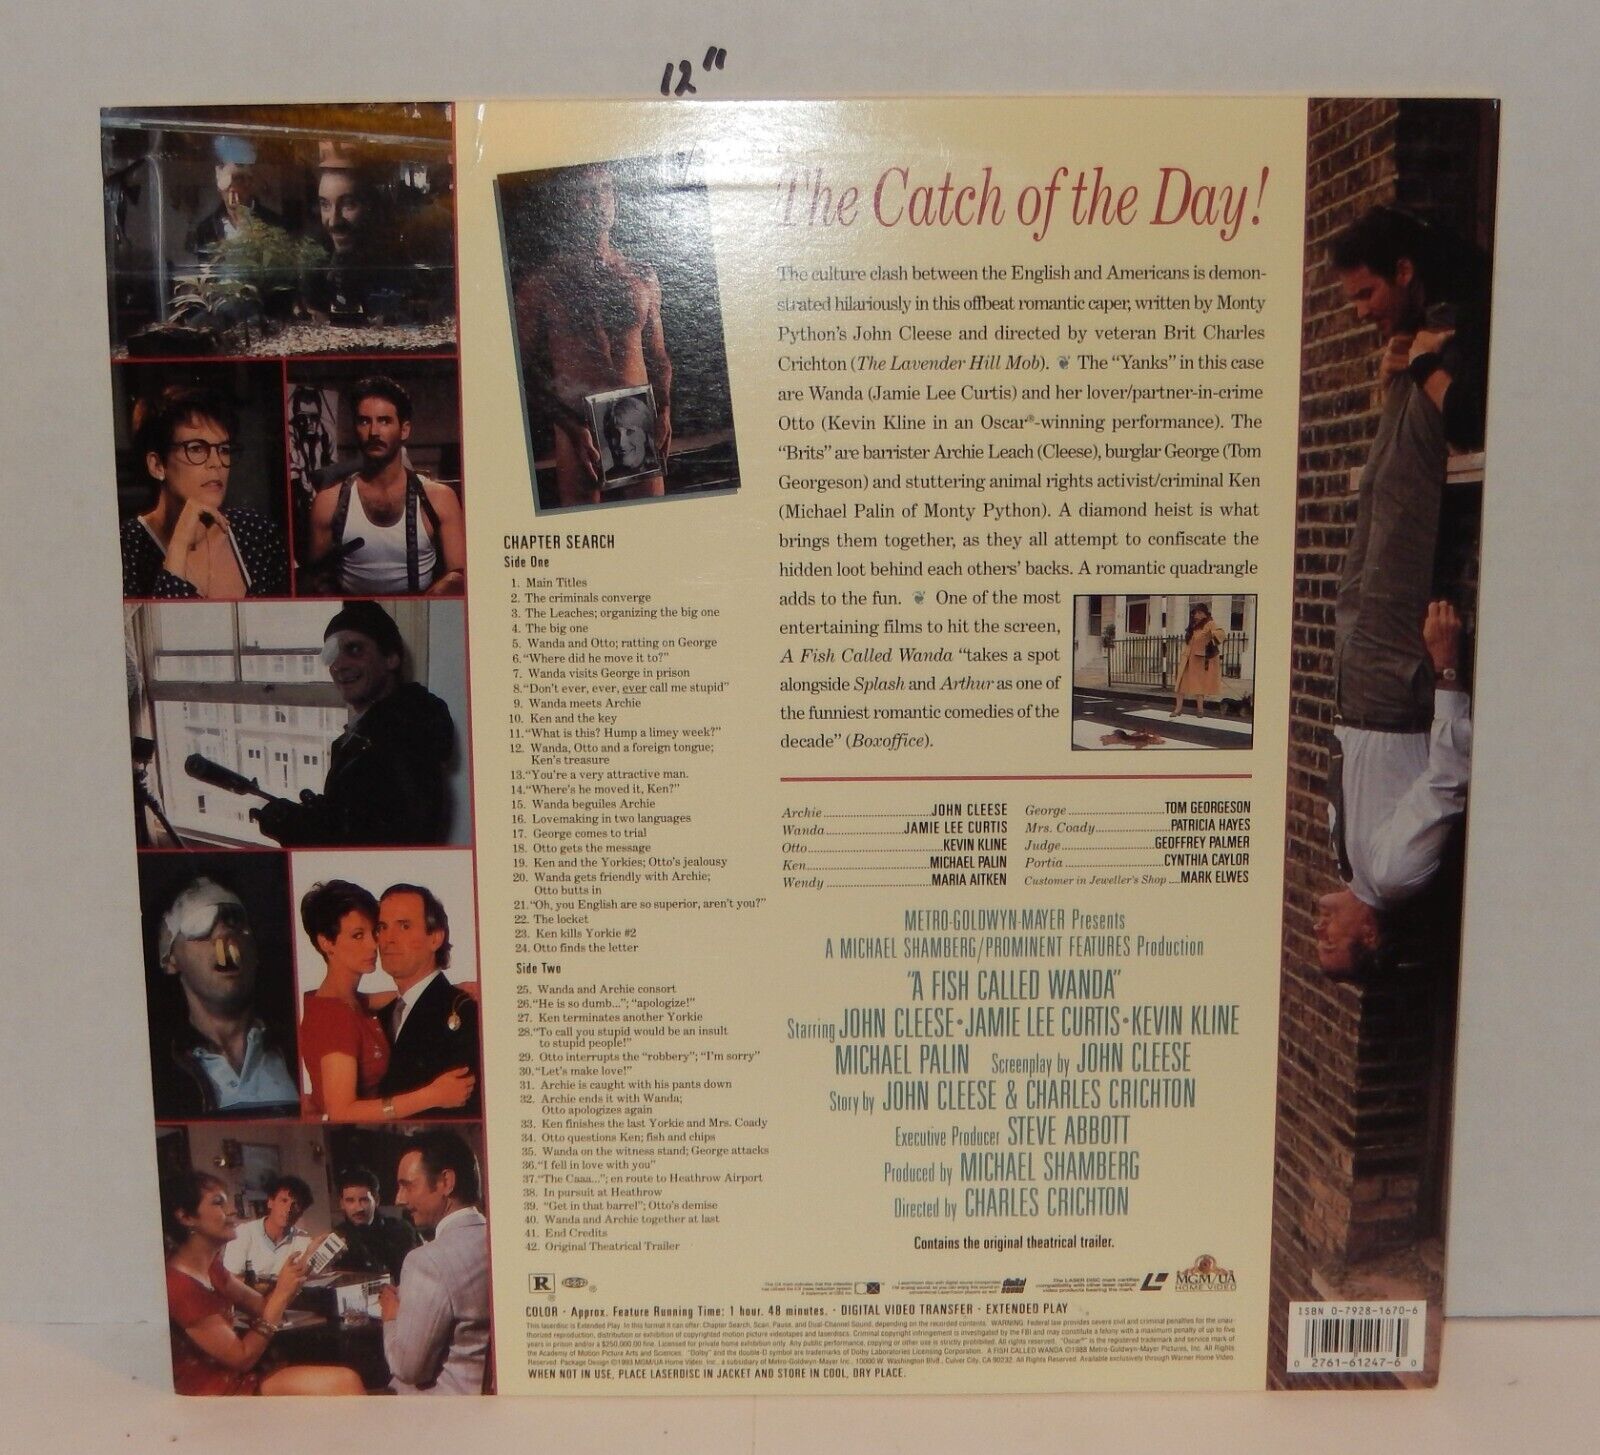 12"
The Catch of the Day!
The culture clash between the English and Americans is demon-
strated hilariously in this offbeat romantic caper, written by Monty
Python's John Cleese and directed by veteran Brit Charles
Crichton (The Lavender Hill Mob). ❦ The "Yanks" in this case
are Wanda (Jamie Lee Curtis) and her lover/partner-in-crime
Otto (Kevin Kline in an Oscar®-winning performance). The
"Brits" are barrister Archie Leach (Cleese), burglar George (Tom
Georgeson) and stuttering animal rights activist/criminal Ken
(Michael Palin of Monty Python). A diamond heist is what
brings them together, as they all attempt to confiscate the
hidden loot behind each others' backs. A romantic quadrangle
adds to the fun. ❦ One of the most
entertaining films to hit the screen,
A Fish Called Wanda "takes a spot
alongside Splash and Arthur as one of
the funniest romantic comedies of the
decade" (Boxoffice).
CHAPTER SEARCH
Side One
1. Main Titles
2. The criminals converge
3. The Leaches; organizing the big one
4. The big one
5. Wanda and Otto; ratting on George
6. "Where did he move it to?"
7. Wanda visits George in prison
8. "Don't ever, ever, ever call me stupid"
9. Wanda meets Archie
10. Ken and the key
11. "What is this? Hump a limey week?"
12. Wanda, Otto and a foreign tongue;
Ken's treasure
13. "You're a very attractive man.
14. "Where's he moved it, Ken?"
15. Wanda beguiles Archie
16. Lovemaking in two languages
17. George comes to trial
18. Otto gets the message
19. Ken and the Yorkies; Otto's jealousy
20. Wanda gets friendly with Archie;
Otto butts in
21. "Oh, you English are so superior, aren't you?"
22. The locket
23. Ken kills Yorkie #2
24. Otto finds the letter
Side Two
25. Wanda and Archie consort
26. "He is so dumb..."; "apologize!"
27. Ken terminates another Yorkie
28. "To call you stupid would be an insult
to stupid people!"
29. Otto interrupts the "robbery"; "I'm sorry"
30. "Let's make love!"
31. Archie is caught with his pants down
32. Archie ends it with Wanda;
Otto apologizes again
33. Ken finishes the last Yorkie and Mrs. Coady
34. Otto questions Ken; fish and chips
35. Wanda on the witness stand; George attacks
36. "I fell in love with you"
37. "The Caaa..."; en route to Heathrow Airport
38. In pursuit at Heathrow
39. "Get in that barrel"; Otto's demise
40. Wanda and Archie together at last
41. End Credits
42. Original Theatrical Trailer
Archie JOHN CLEESE
Wanda JAMIE LEE CURTIS
Otto KEVIN KLINE
Ken MICHAEL PALIN
Wendy MARIA AITKEN
George TOM GEORGESON
Mrs. Coady PATRICIA HAYES
Judge GEOFFREY PALMER
Portia CYNTHIA CAYLOR
Customer in Jeweller's Shop MARK ELWES
METRO-GOLDWYN-MAYER Presents
A MICHAEL SHAMBERG/PROMINENT FEATURES Production
"A FISH CALLED WANDA"
Starring JOHN CLEESE • JAMIE LEE CURTIS • KEVIN KLINE
MICHAEL PALIN Screenplay by JOHN CLEESE
Story by JOHN CLEESE & CHARLES CRICHTON
Executive Producer STEVE ABBOTT
Produced by MICHAEL SHAMBERG
Directed by CHARLES CRICHTON
Contains the original theatrical trailer.
R
digital sound
MGM/UA
HOME VIDEO
COLOR · Approx. Feature Running Time: 1 hour. 48 minutes. · DIGITAL VIDEO TRANSFER · EXTENDED PLAY
WHEN NOT IN USE, PLACE LASERDISC IN JACKET AND STORE IN COOL, DRY PLACE.
ISBN 0-7928-1670-6
0 27616-1247-6 0